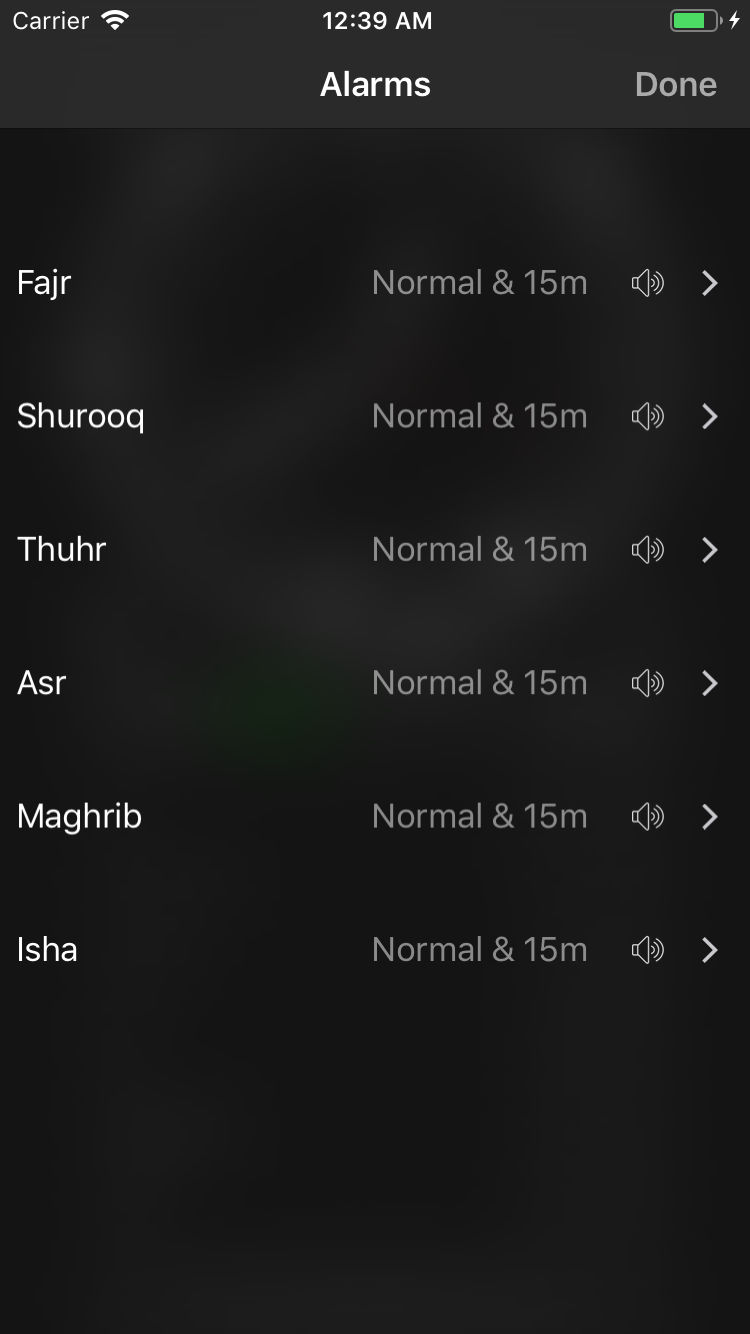 Carrier 12:39 AM
Alarms Done
Fajr Normal & 15m
Shurooq Normal & 15m
Thuhr Normal & 15m
Asr Normal & 15m
Maghrib Normal & 15m
Isha Normal & 15m